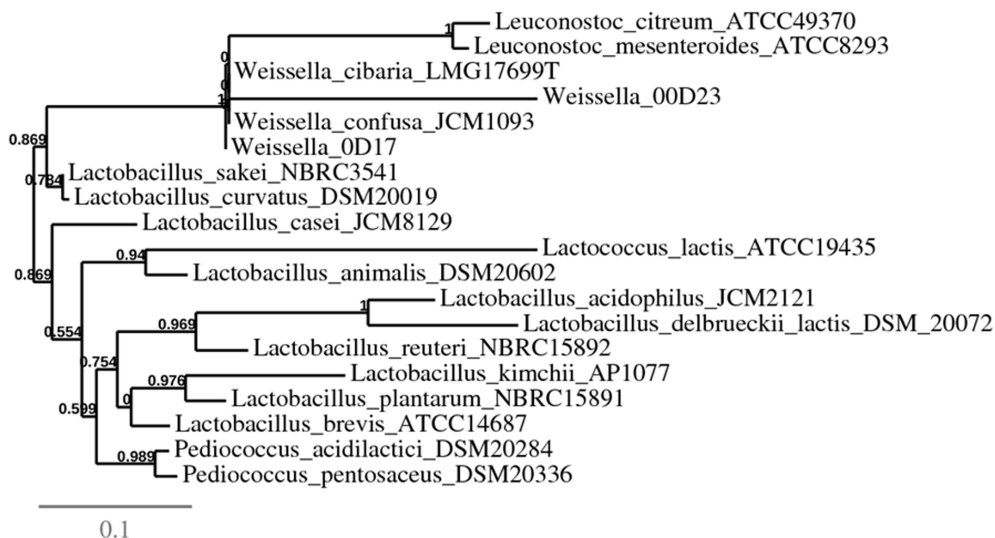 1
Leuconostoc_citreum_ATCC49370
Leuconostoc_mesenteroides_ATCC8293
0
Weissella_cibaria_LMG17699T
0
1
Weissella_00D23
Weissella_confusa_JCM1093
0.869
Weissella_0D17
Lactobacillus_sakei_NBRC3541
0.784
Lactobacillus_curvatus_DSM20019
Lactobacillus_casei_JCM8129
0.869
0.94
Lactococcus_lactis_ATCC19435
Lactobacillus_animalis_DSM20602
1
Lactobacillus_acidophilus_JCM2121
0.969
Lactobacillus_delbrueckii_lactis_DSM_20072
0.554
Lactobacillus_reuteri_NBRC15892
0.754
Lactobacillus_kimchii_AP1077
0.976
Lactobacillus_plantarum_NBRC15891
0
0.599
Lactobacillus_brevis_ATCC14687
0.989
Pediococcus_acidilactici_DSM20284
Pediococcus_pentosaceus_DSM20336
0.1